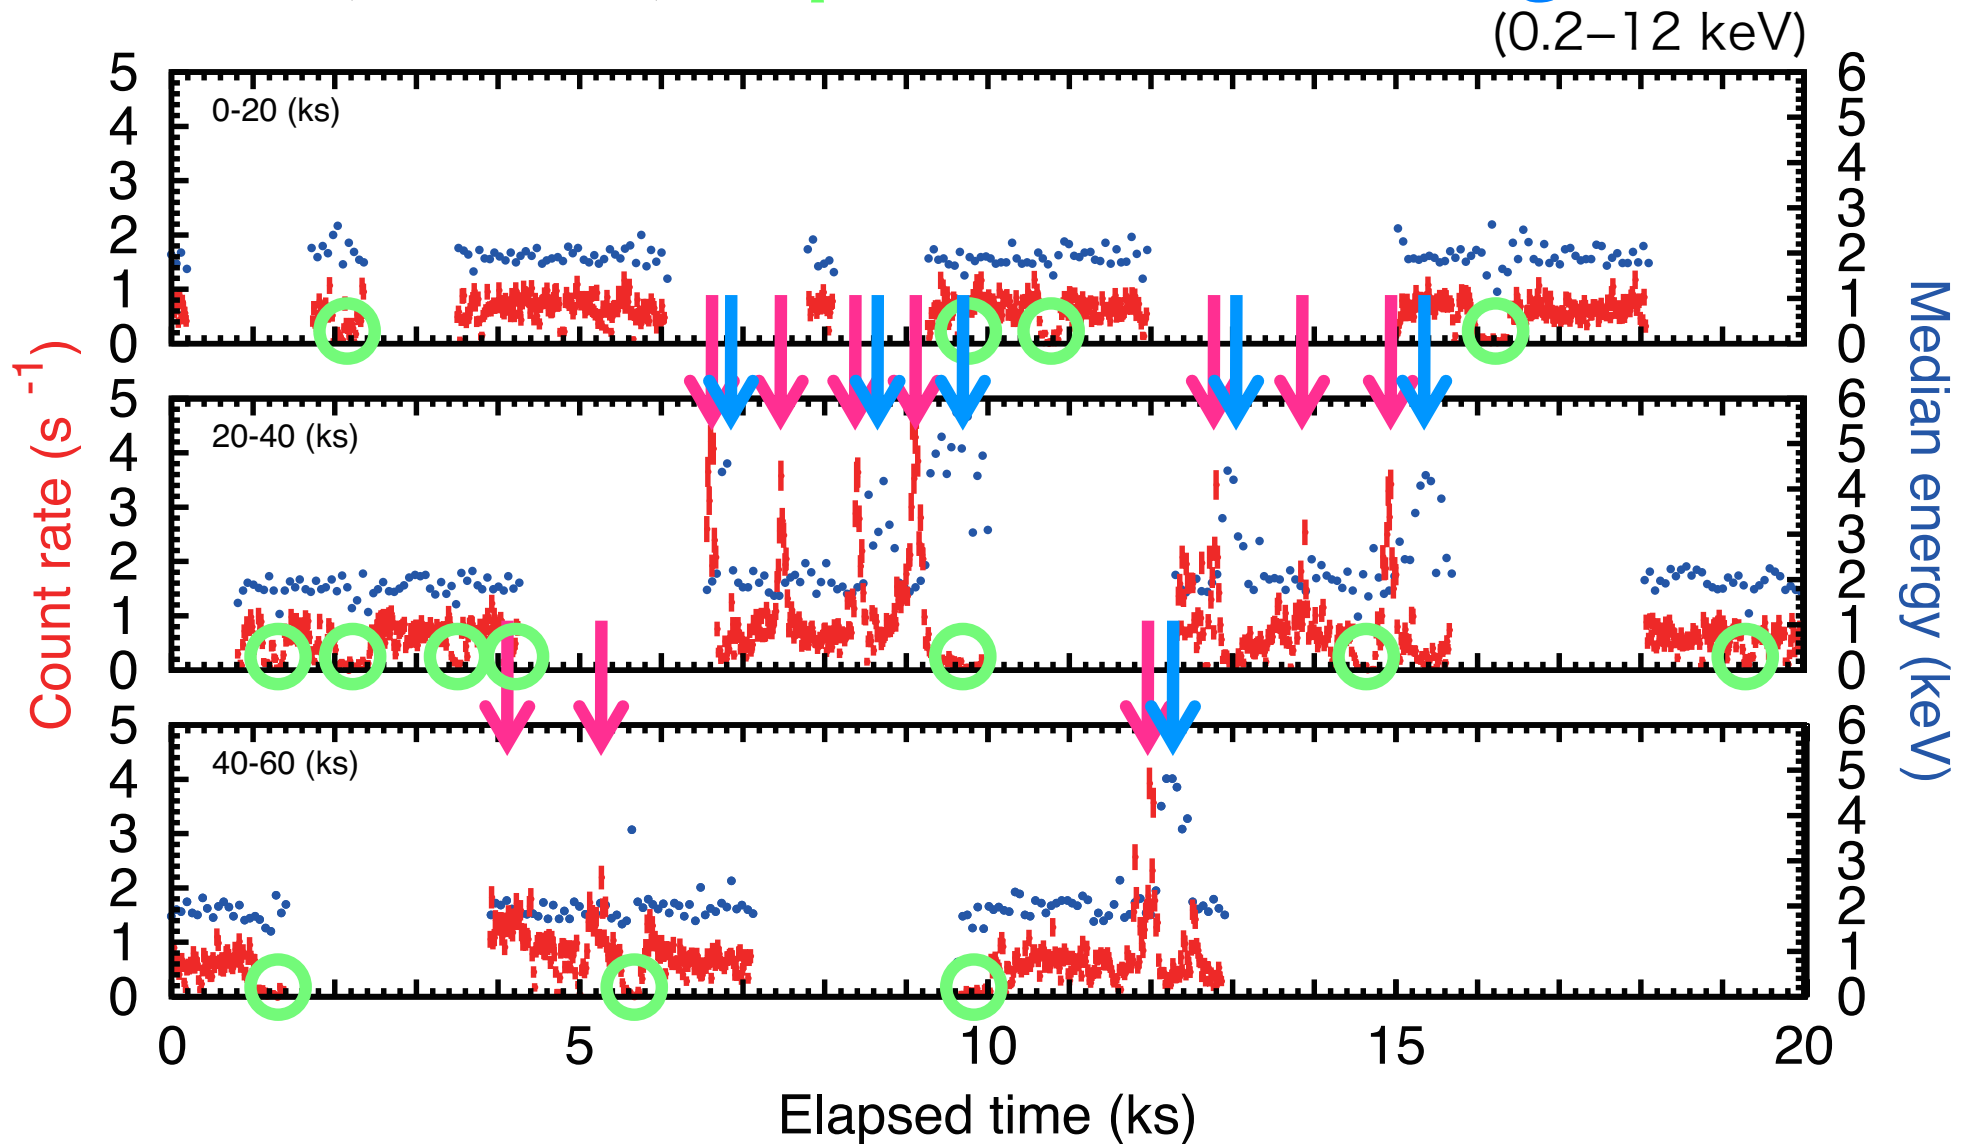 (0.2–12 keV)
5 4 3 2 1 0
0-20 (ks)
6 5 4 3 2 1 0
5 4 3 2 1 0
20-40 (ks)
6 5 4 3 2 1 0
5 4 3 2 1 0
40-60 (ks)
6 5 4 3 2 1 0
Count rate (s -1)
Median energy (keV)
0 5 10 15 20
Elapsed time (ks)